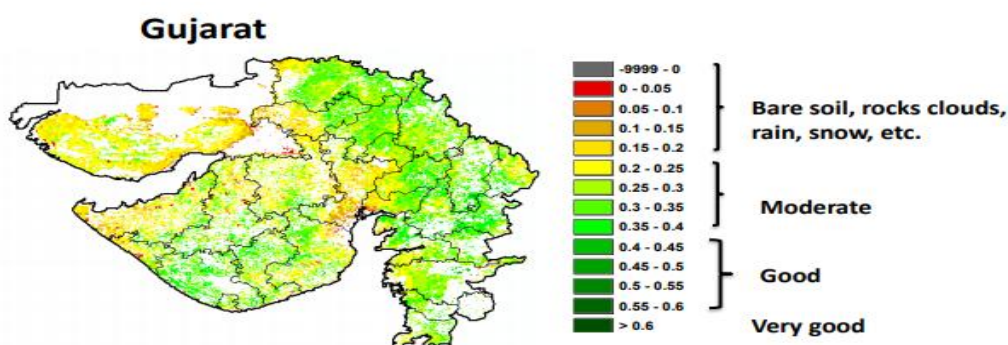 Gujarat
-9999 - 0
0 - 0.05
0.05 - 0.1
0.1 - 0.15
0.15 - 0.2
0.2 - 0.25
0.25 - 0.3
0.3 - 0.35
0.35 - 0.4
0.4 - 0.45
0.45 - 0.5
0.5 - 0.55
0.55 - 0.6
> 0.6
Bare soil, rocks clouds,
rain, snow, etc.
Moderate
Good
Very good